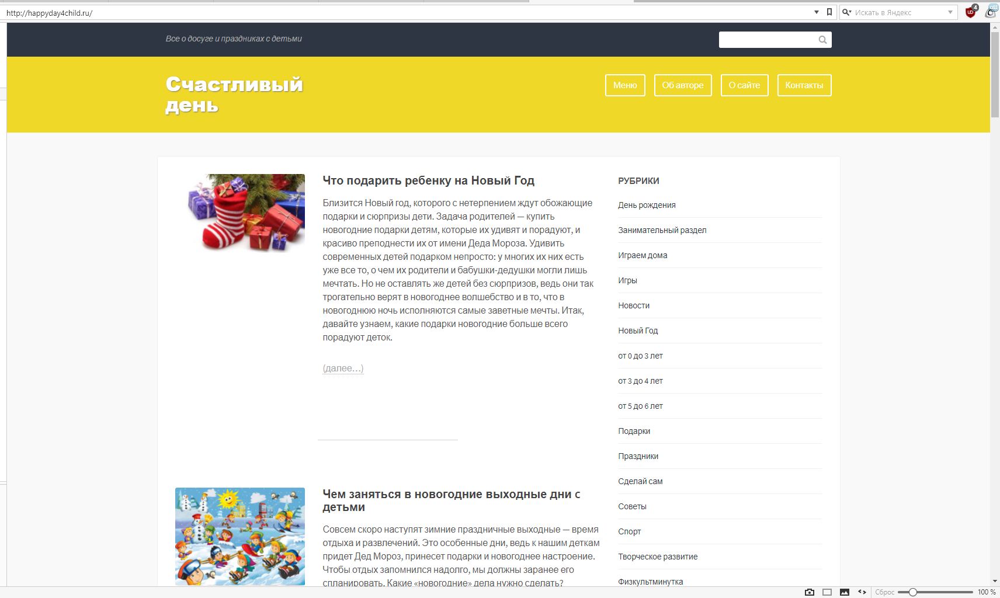 http://happyday4child.ru/
Искать в Яндекс
4
off
Все о досуге и праздниках с детьми
Счастливый
день
Меню
Об авторе
О сайте
Контакты
Что подарить ребенку на Новый Год
Близится Новый год, которого с нетерпением ждут обожающие
подарки и сюрпризы дети. Задача родителей — купить
новогодние подарки детям, которые их удивят и порадуют, и
красиво преподнести их от имени Деда Мороза. Удивить
современных детей подарком непросто: у многих их них есть
уже все то, о чем их родители и бабушки-дедушки могли лишь
мечтать. Но не оставлять же детей без сюрпризов, ведь они так
трогательно верят в новогоднее волшебство и в то, что в
новогоднюю ночь исполняются самые заветные мечты. Итак,
давайте узнаем, какие подарки новогодние больше всего
порадуют деток.
(далее…)
Чем заняться в новогодние выходные дни с
детьми
Совсем скоро наступят зимние праздничные выходные — время
отдыха и развлечений. Это особенные дни, ведь к нашим деткам
придет Дед Мороз, принесет подарки и новогоднее настроение.
Чтобы отдых запомнился надолго, мы должны заранее его
спланировать. Какие «новогодние» дела нужно сделать?
РУБРИКИ
День рождения
Занимательный раздел
Играем дома
Игры
Новости
Новый Год
от 0 до 3 лет
от 3 до 4 лет
от 5 до 6 лет
Подарки
Праздники
Сделай сам
Советы
Спорт
Творческое развитие
Физкультминутка
Сброс
100 %